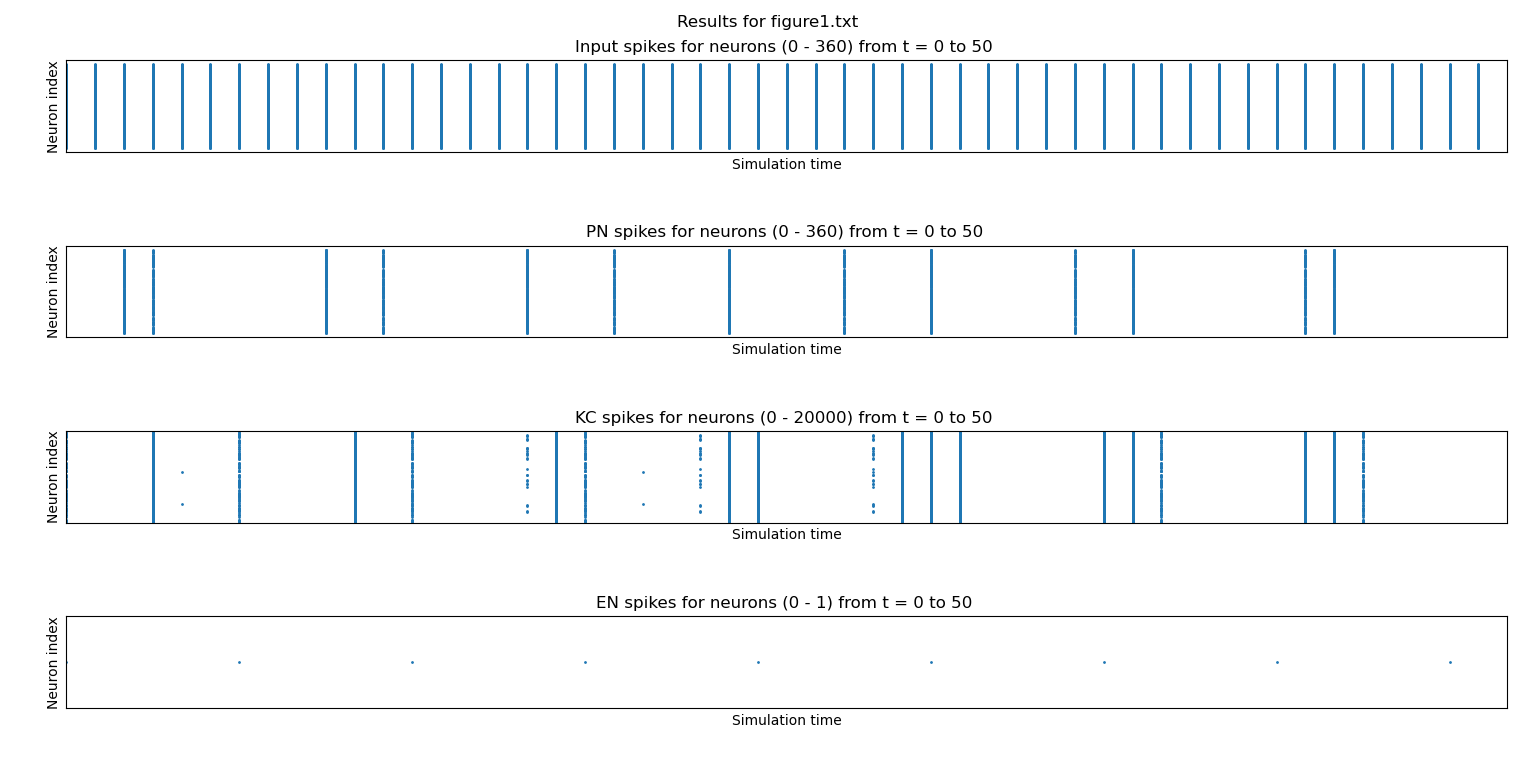 Results for figure1.txt
Input spikes for neurons (0 - 360) from t = 0 to 50
Neuron index
Simulation time
PN spikes for neurons (0 - 360) from t = 0 to 50
Neuron index
Simulation time
KC spikes for neurons (0 - 20000) from t = 0 to 50
Neuron index
Simulation time
EN spikes for neurons (0 - 1) from t = 0 to 50
Neuron index
Simulation time